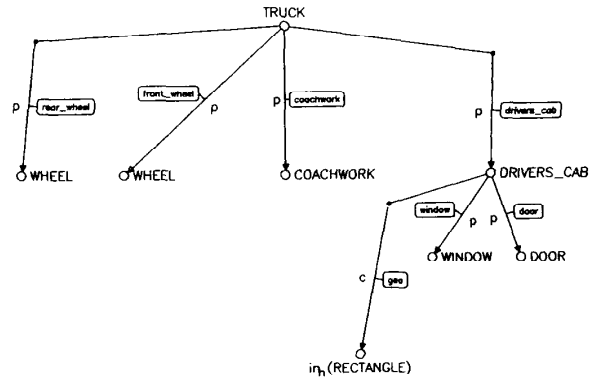 TRUCK
front_wheel
p
rear_wheel
p
p
coachwork
p
drivers_cab
WHEEL
WHEEL
COACHWORK
DRIVERS_CAB
window
p
p
door
WINDOW
DOOR
c
geo
inₕ(RECTANGLE)